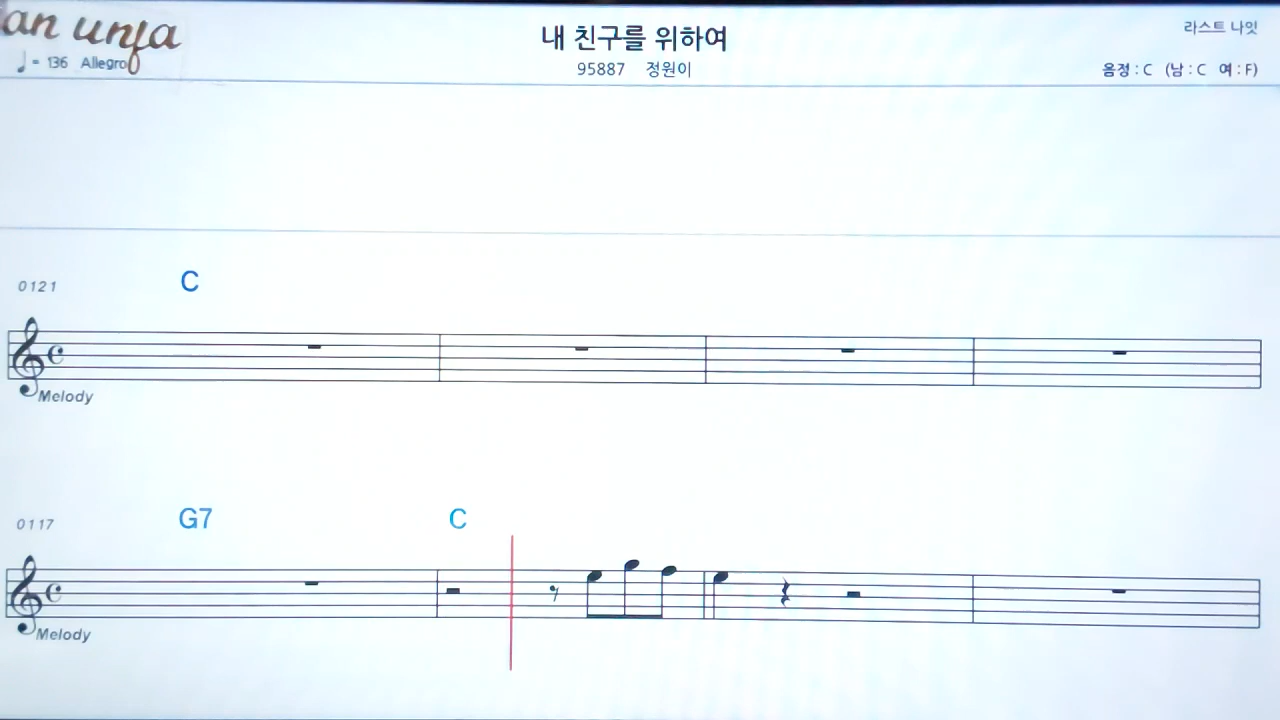 an unja
내 친구를 위하여
라스트 나잇
♩= 136 Allegro
95887 정원이
음정 : C (남 : C 여 : F)
0121
C
Melody
0117
G7 C
Melody